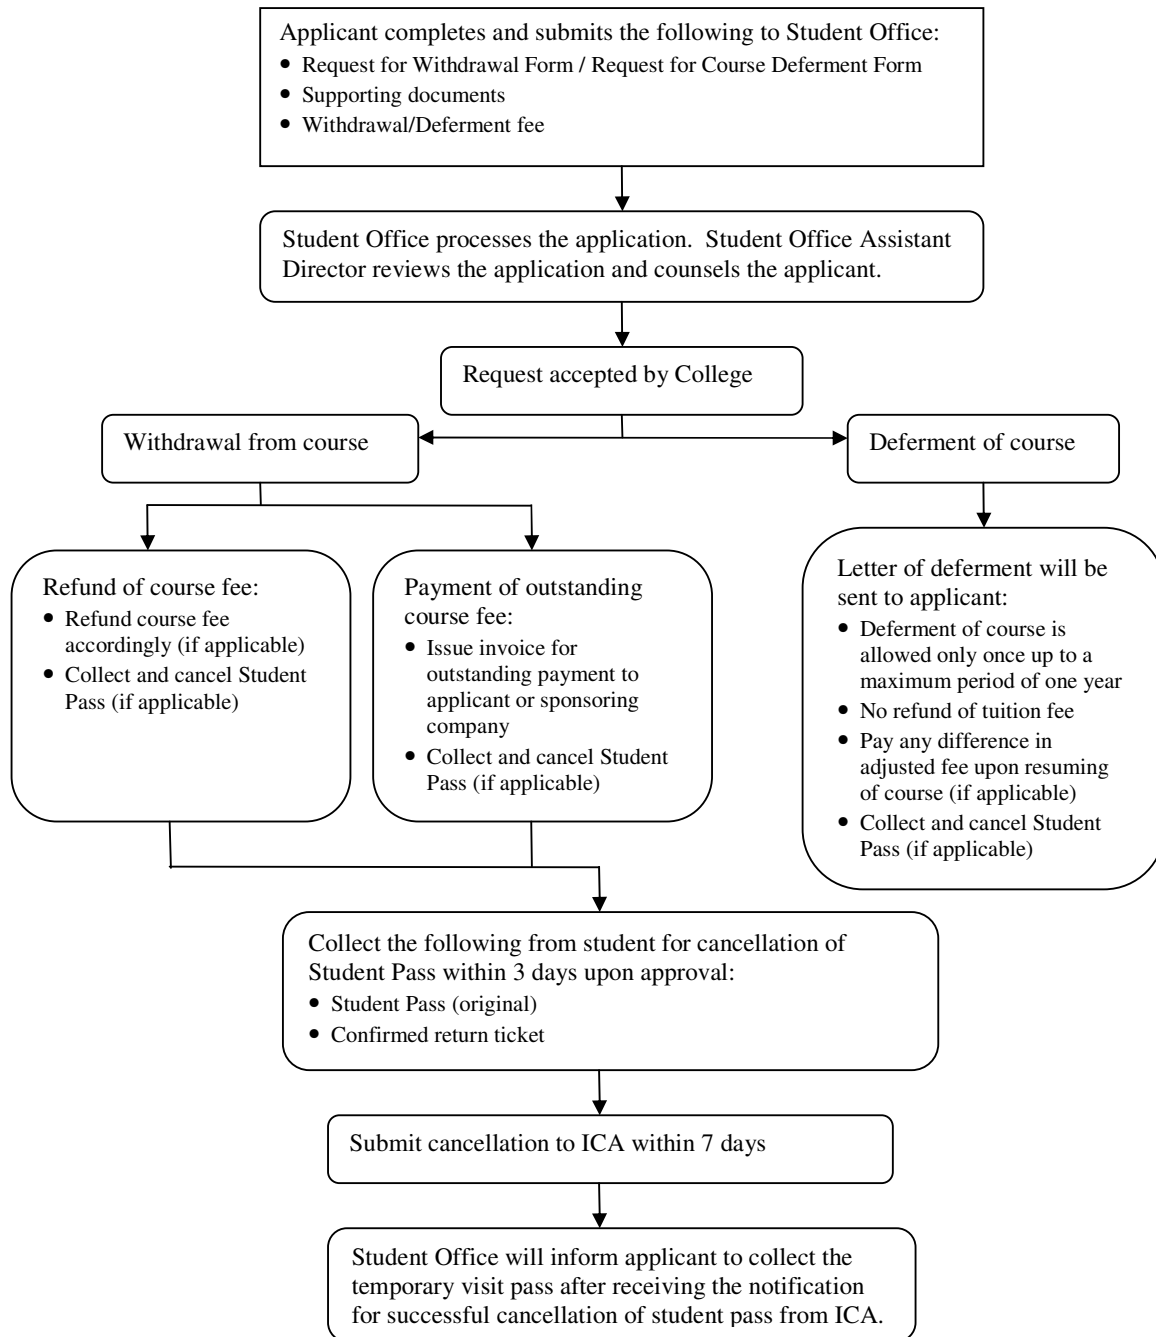 Applicant completes and submits the following to Student Office:
• Request for Withdrawal Form / Request for Course Deferment Form
• Supporting documents
• Withdrawal/Deferment fee
Student Office processes the application.  Student Office Assistant
Director reviews the application and counsels the applicant.
Request accepted by College
Withdrawal from course
Deferment of course
Refund of course fee:
• Refund course fee
accordingly (if applicable)
• Collect and cancel Student
Pass (if applicable)
Payment of outstanding
course fee:
• Issue invoice for
outstanding payment to
applicant or sponsoring
company
• Collect and cancel Student
Pass (if applicable)
Letter of deferment will be
sent to applicant:
• Deferment of course is
allowed only once up to a
maximum period of one year
• No refund of tuition fee
• Pay any difference in
adjusted fee upon resuming
of course (if applicable)
• Collect and cancel Student
Pass (if applicable)
Collect the following from student for cancellation of
Student Pass within 3 days upon approval:
• Student Pass (original)
• Confirmed return ticket
Submit cancellation to ICA within 7 days
Student Office will inform applicant to collect the
temporary visit pass after receiving the notification
for successful cancellation of student pass from ICA.